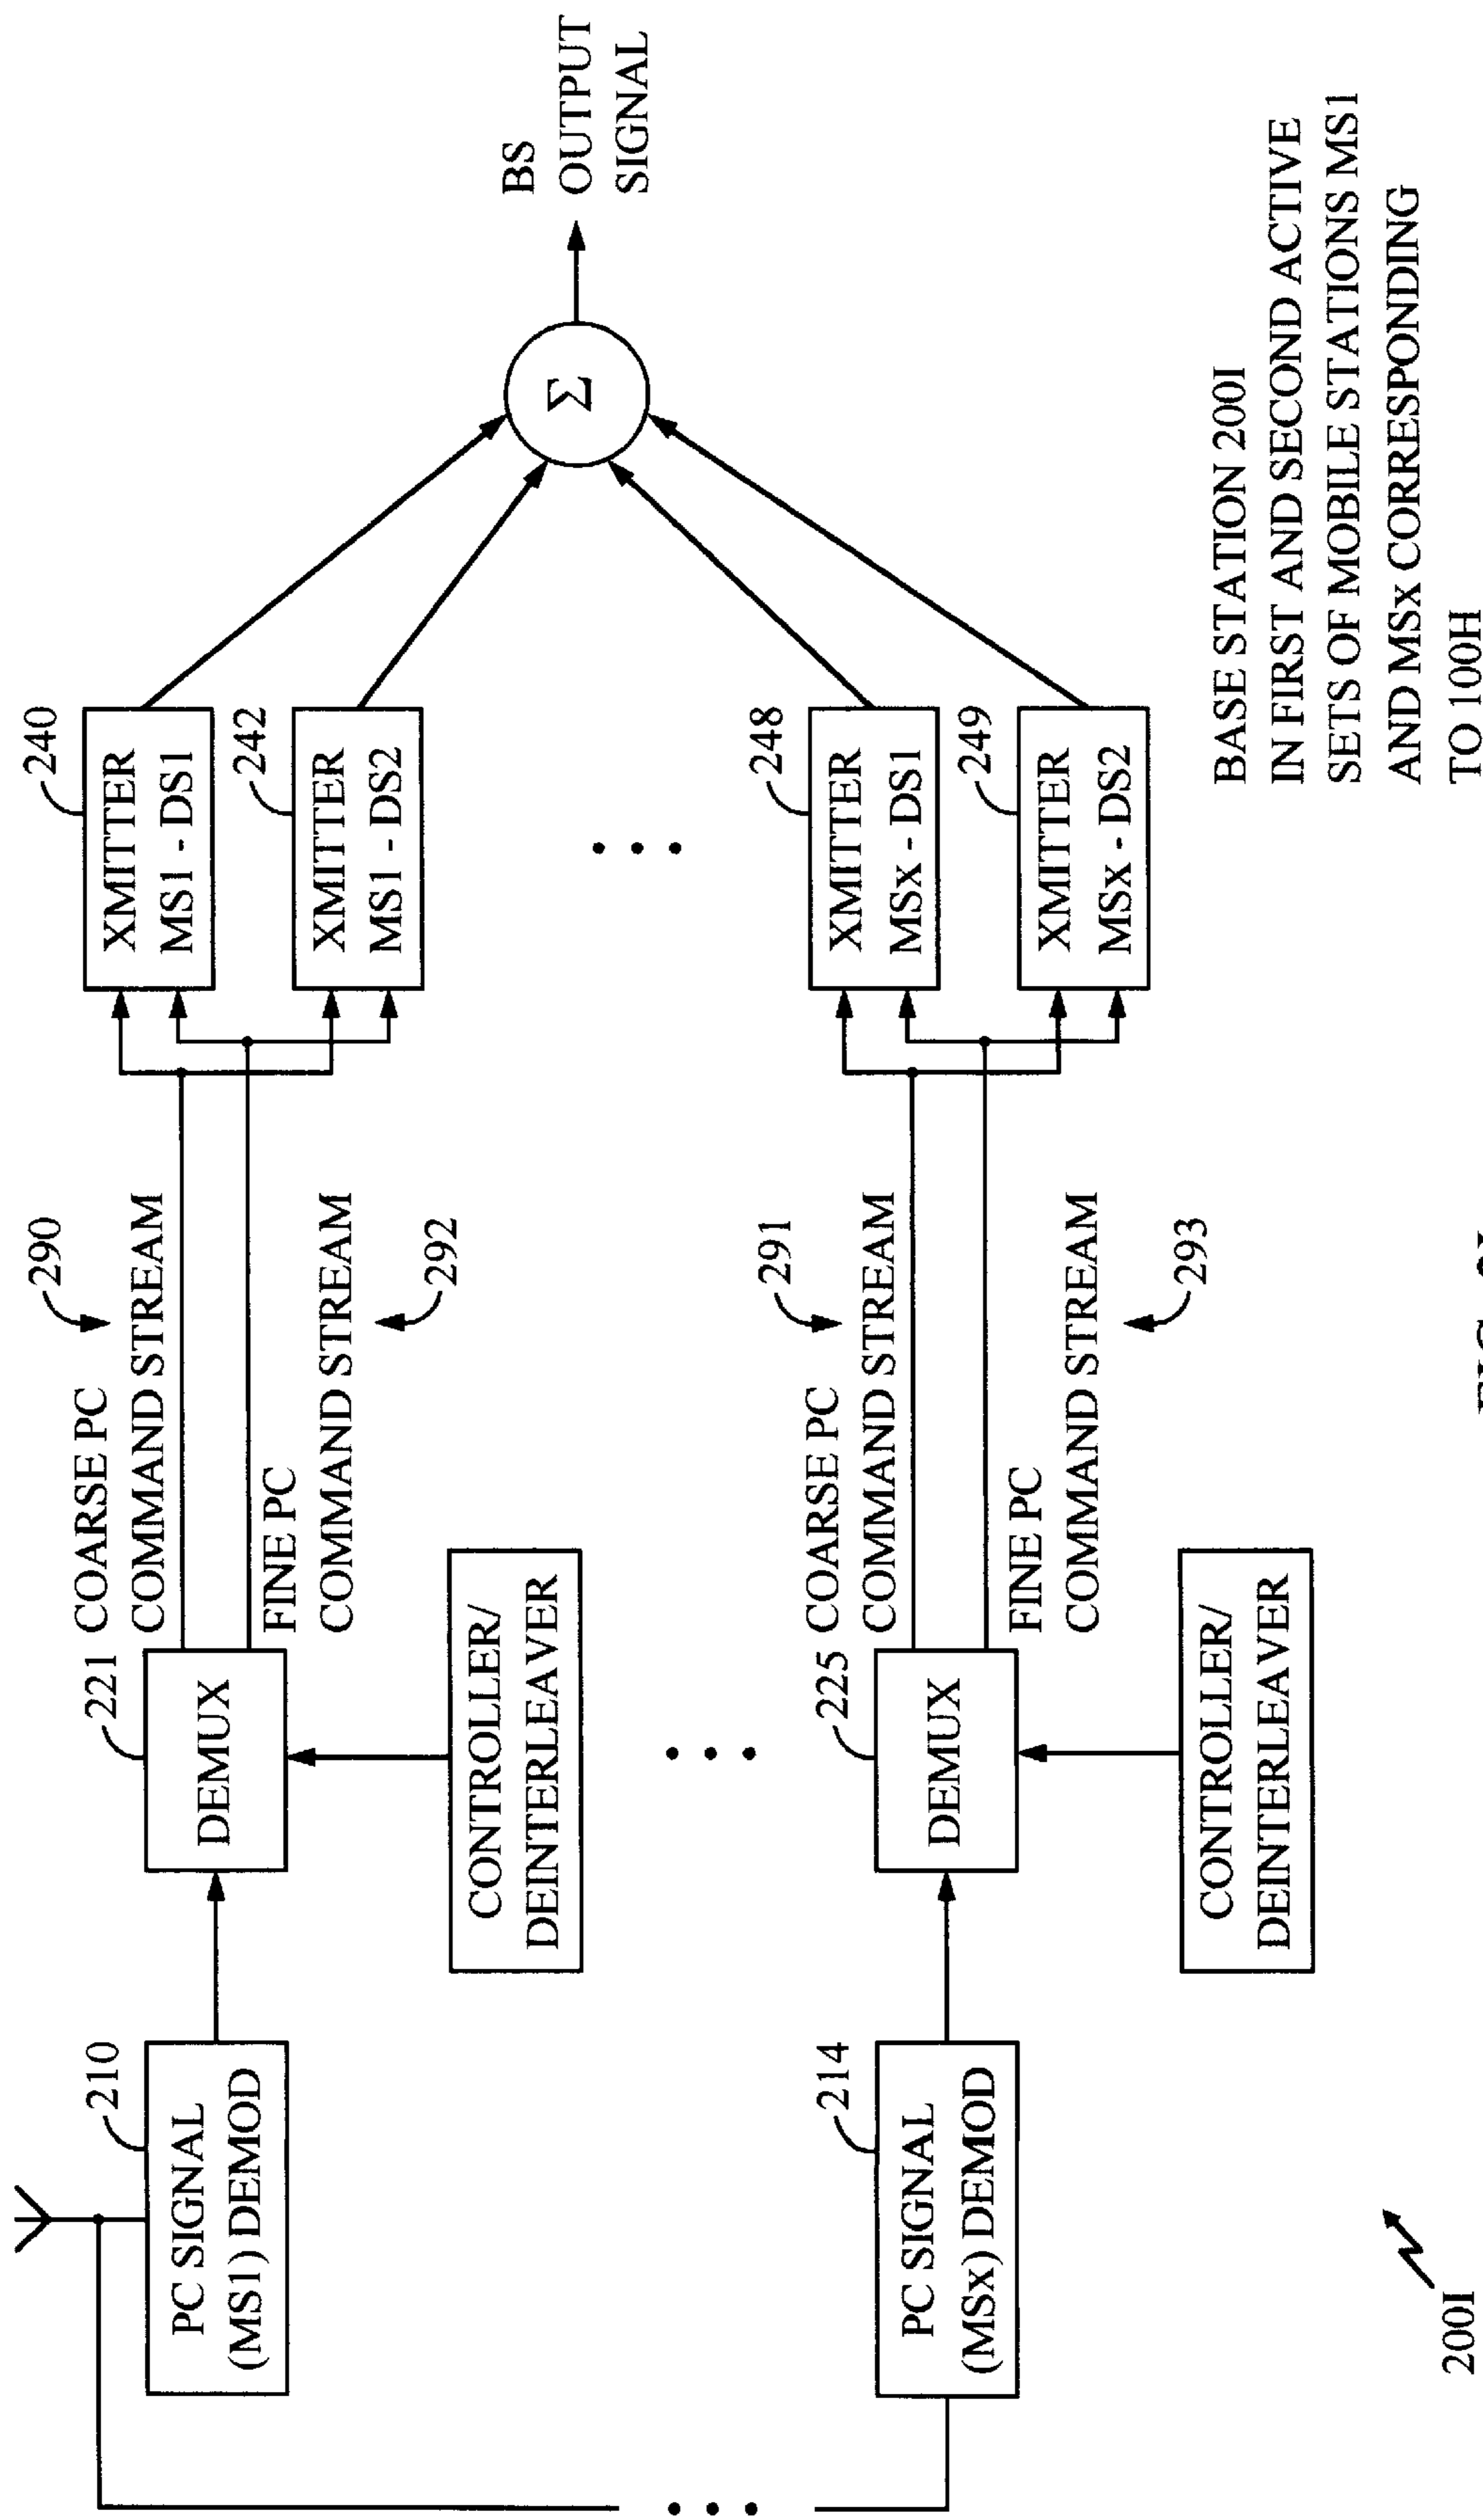 210
PC SIGNAL
(MS1) DEMOD
221
DEMUX
CONTROLLER/
DEINTERLEAVER
290
COARSE PC
COMMAND STREAM
FINE PC
COMMAND STREAM
292
240
XMITTER
MS1 - DS1
242
XMITTER
MS1 - DS2
Σ
BS
OUTPUT
SIGNAL
214
PC SIGNAL
(MSx) DEMOD
225
DEMUX
CONTROLLER/
DEINTERLEAVER
291
COARSE PC
COMMAND STREAM
FINE PC
COMMAND STREAM
293
248
XMITTER
MSx - DS1
249
XMITTER
MSx - DS2
200I
BASE STATION 200I
IN FIRST AND SECOND ACTIVE
SETS OF MOBILE STATIONS MS1
AND MSx CORRESPONDING
TO 100H